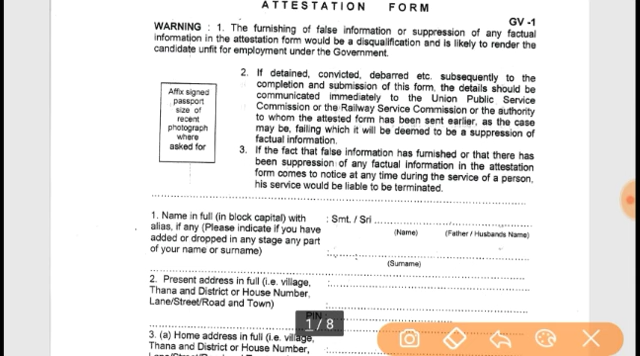 ATTESTATION FORM
GV -1
WARNING : 1. The furnishing of false information or suppression of any factual
information in the attestation form would be a disqualification and is likely to render the
candidate unfit for employment under the Government.
2. If detained, convicted, debarred etc. subsequently to the
completion and submission of this form, the details should be
communicated immediately to the Union Public Service
Commission or the Railway Service Commission or the authority
to whom the attested form has been sent earlier, as the case
may be, failing which it will be deemed to be a suppression of
factual information.
Affix signed
passport
size of
recent
photograph
where
asked for
3. If the fact that false information has furnished or that there has
been suppression of any factual information in the attestation
form comes to notice at any time during the service of a person,
his service would be liable to be terminated.
1. Name in full (in block capital) with : Smt. / Sri
alias, if any (Please indicate if you have (Name) (Father / Husbands Name)
added or dropped in any stage any part
of your name or surname) :
(Surname)
2. Present address in full (i.e. village, :
Thana and District or House Number,
Lane/Street/Road and Town) :
PIN
1 / 8
3. (a) Home address in full (i.e. village,
Thana and District or House Number, :